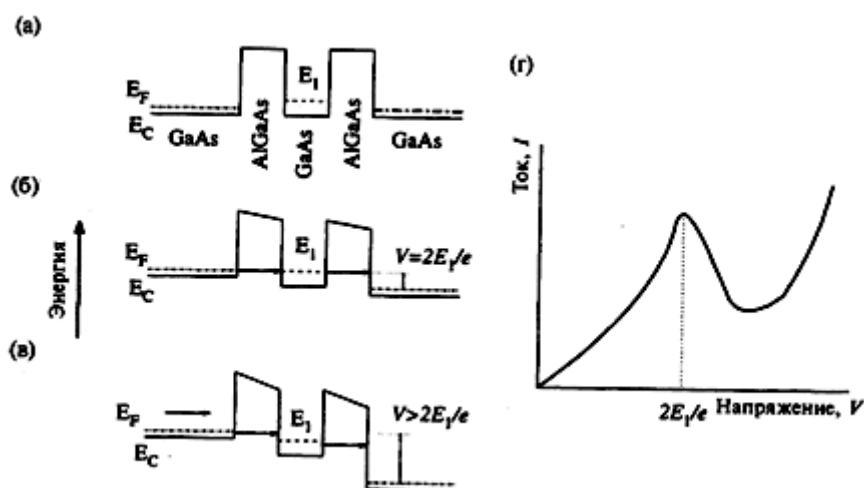 (а)
E_F
E_C
GaAs
AlGaAs
E_1
GaAs
AlGaAs
GaAs
(б)
Энергия
E_F
E_C
E_1
V=2E_1/e
(в)
E_F
E_C
E_1
V>2E_1/e
(г)
Ток, I
2E_1/e
Напряжение, V